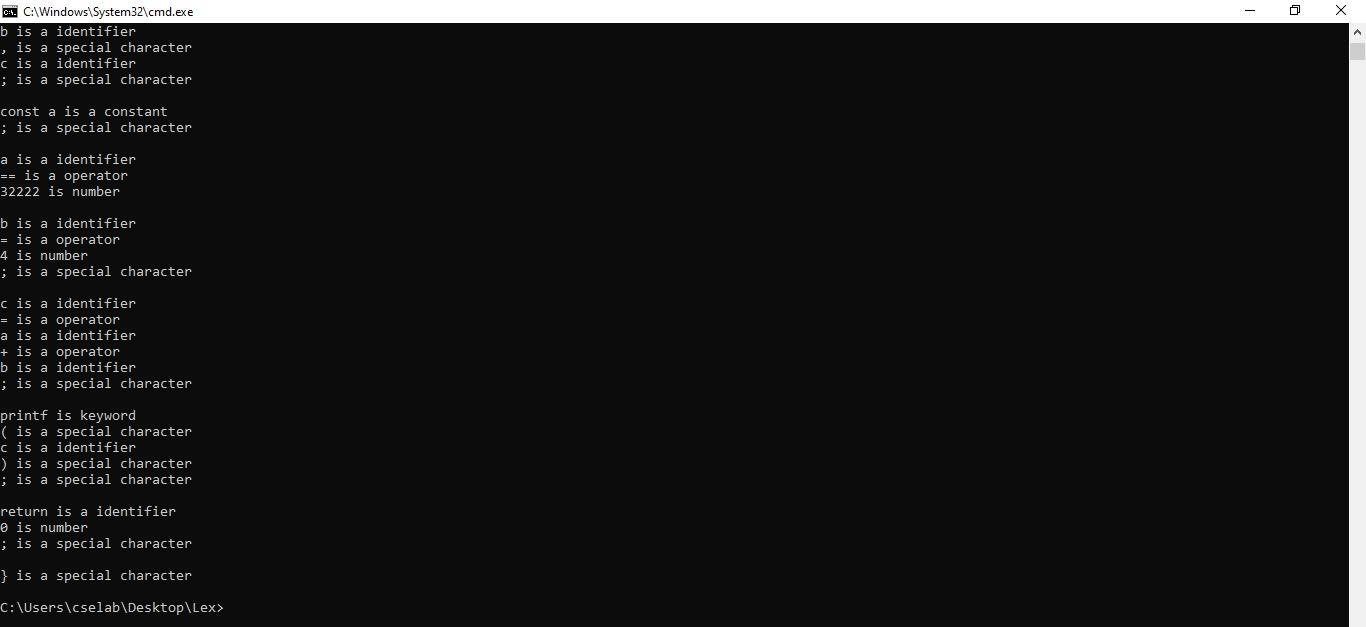 C:\Windows\System32\cmd.exe
b is a identifier
, is a special character
c is a identifier
; is a special character
const a is a constant
; is a special character
a is a identifier
== is a operator
32222 is number
b is a identifier
= is a operator
4 is number
; is a special character
c is a identifier
= is a operator
a is a identifier
+ is a operator
b is a identifier
; is a special character
printf is keyword
( is a special character
c is a identifier
) is a special character
; is a special character
return is a identifier
0 is number
; is a special character
} is a special character
C:\Users\cselab\Desktop\Lex>